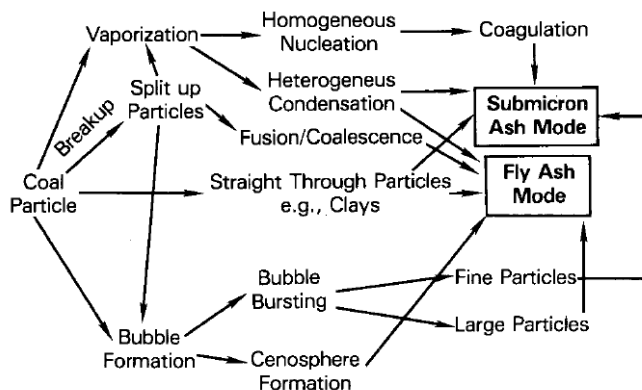 Vaporization
Homogeneous
Nucleation
Coagulation
Split up
Particles
Heterogeneus
Condensation
Submicron
Ash Mode
Breakup
Fusion/Coalescence
Coal
Particle
Straight Through Particles
e.g., Clays
Fly Ash
Mode
Bubble
Bursting
Fine Particles
Large Particles
Bubble
Formation
Cenosphere
Formation